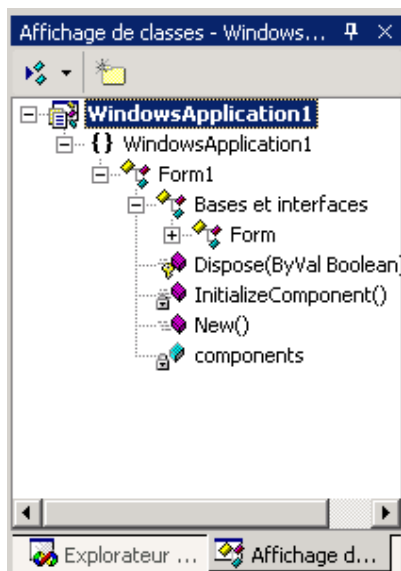 Affichage de classes - Windows...
WindowsApplication1
{} WindowsApplication1
Form1
Bases et interfaces
Form
Dispose(ByVal Boolean)
InitializeComponent()
New()
components
Explorateur ... Affichage d...